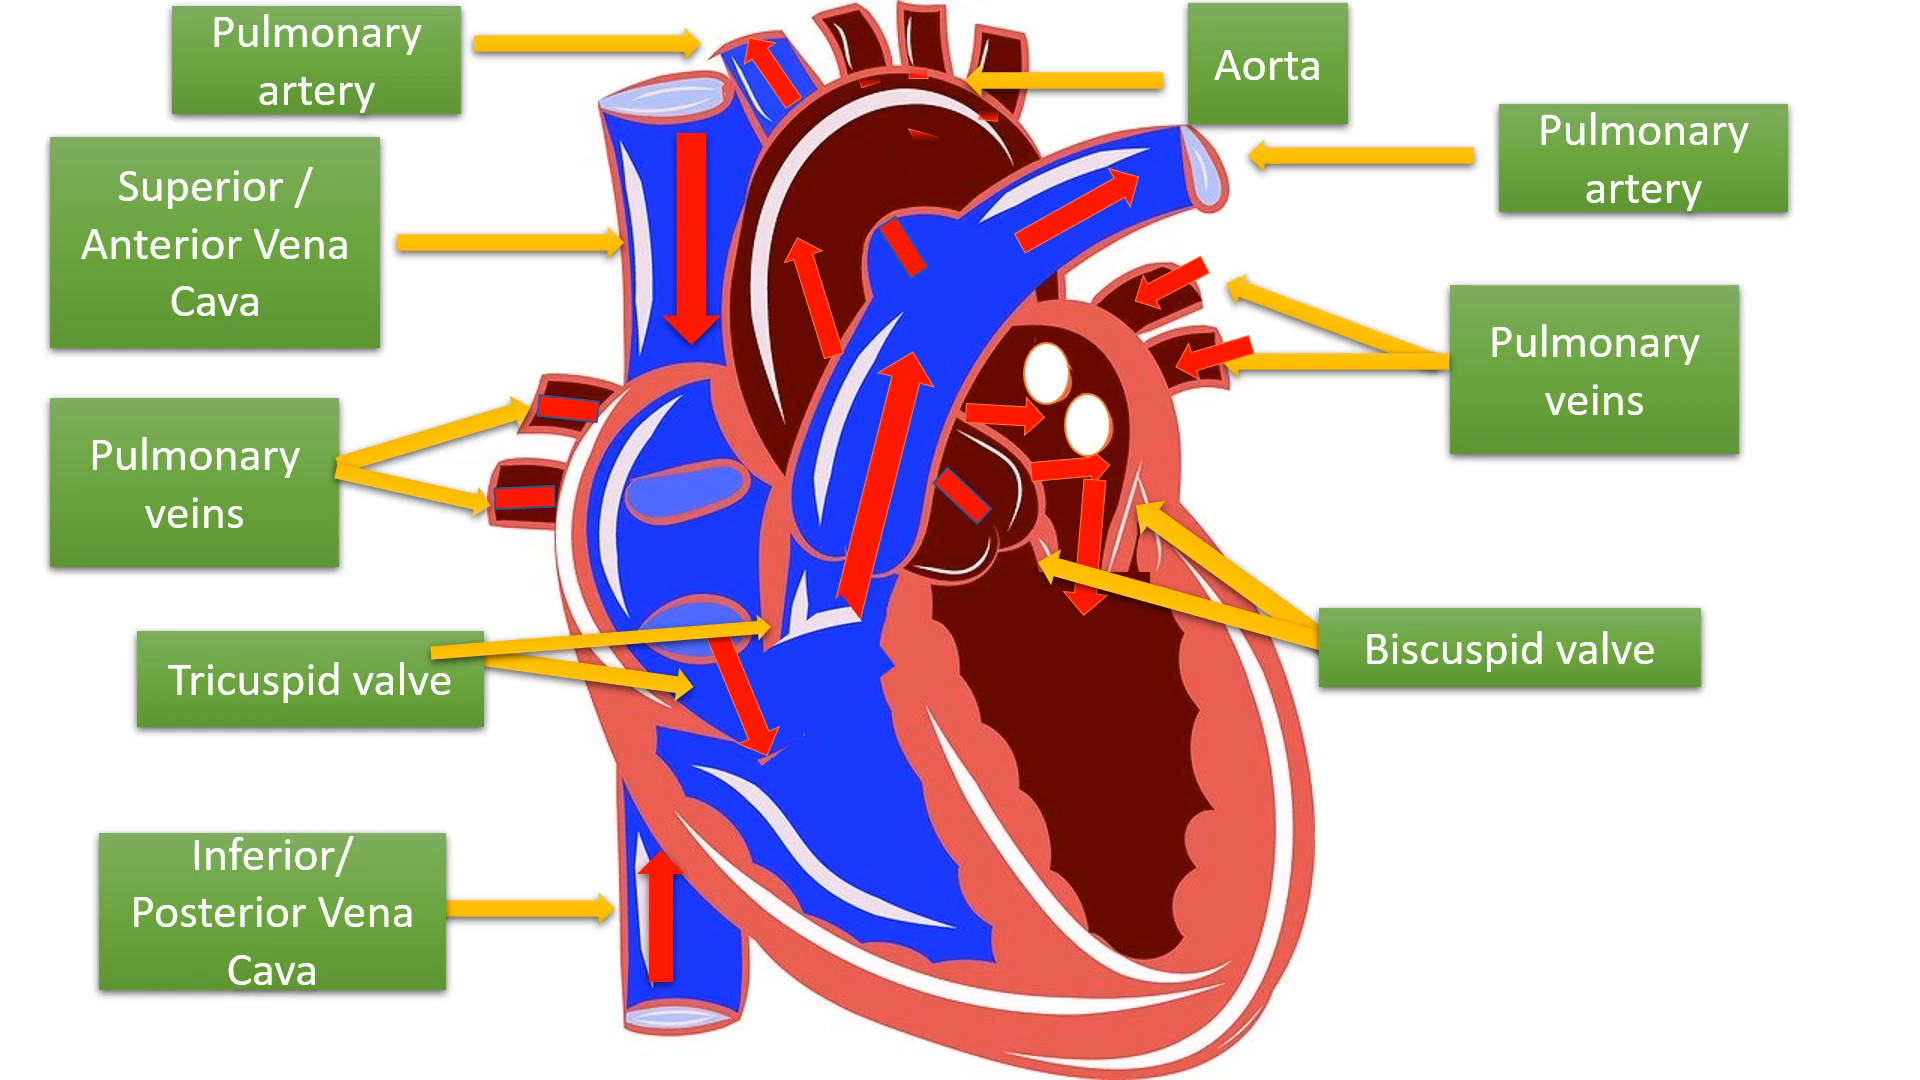 Pulmonary
artery
Aorta
Pulmonary
artery
Superior /
Anterior Vena
Cava
Pulmonary
veins
Pulmonary
veins
Tricuspid valve
Biscuspid valve
Inferior/
Posterior Vena
Cava